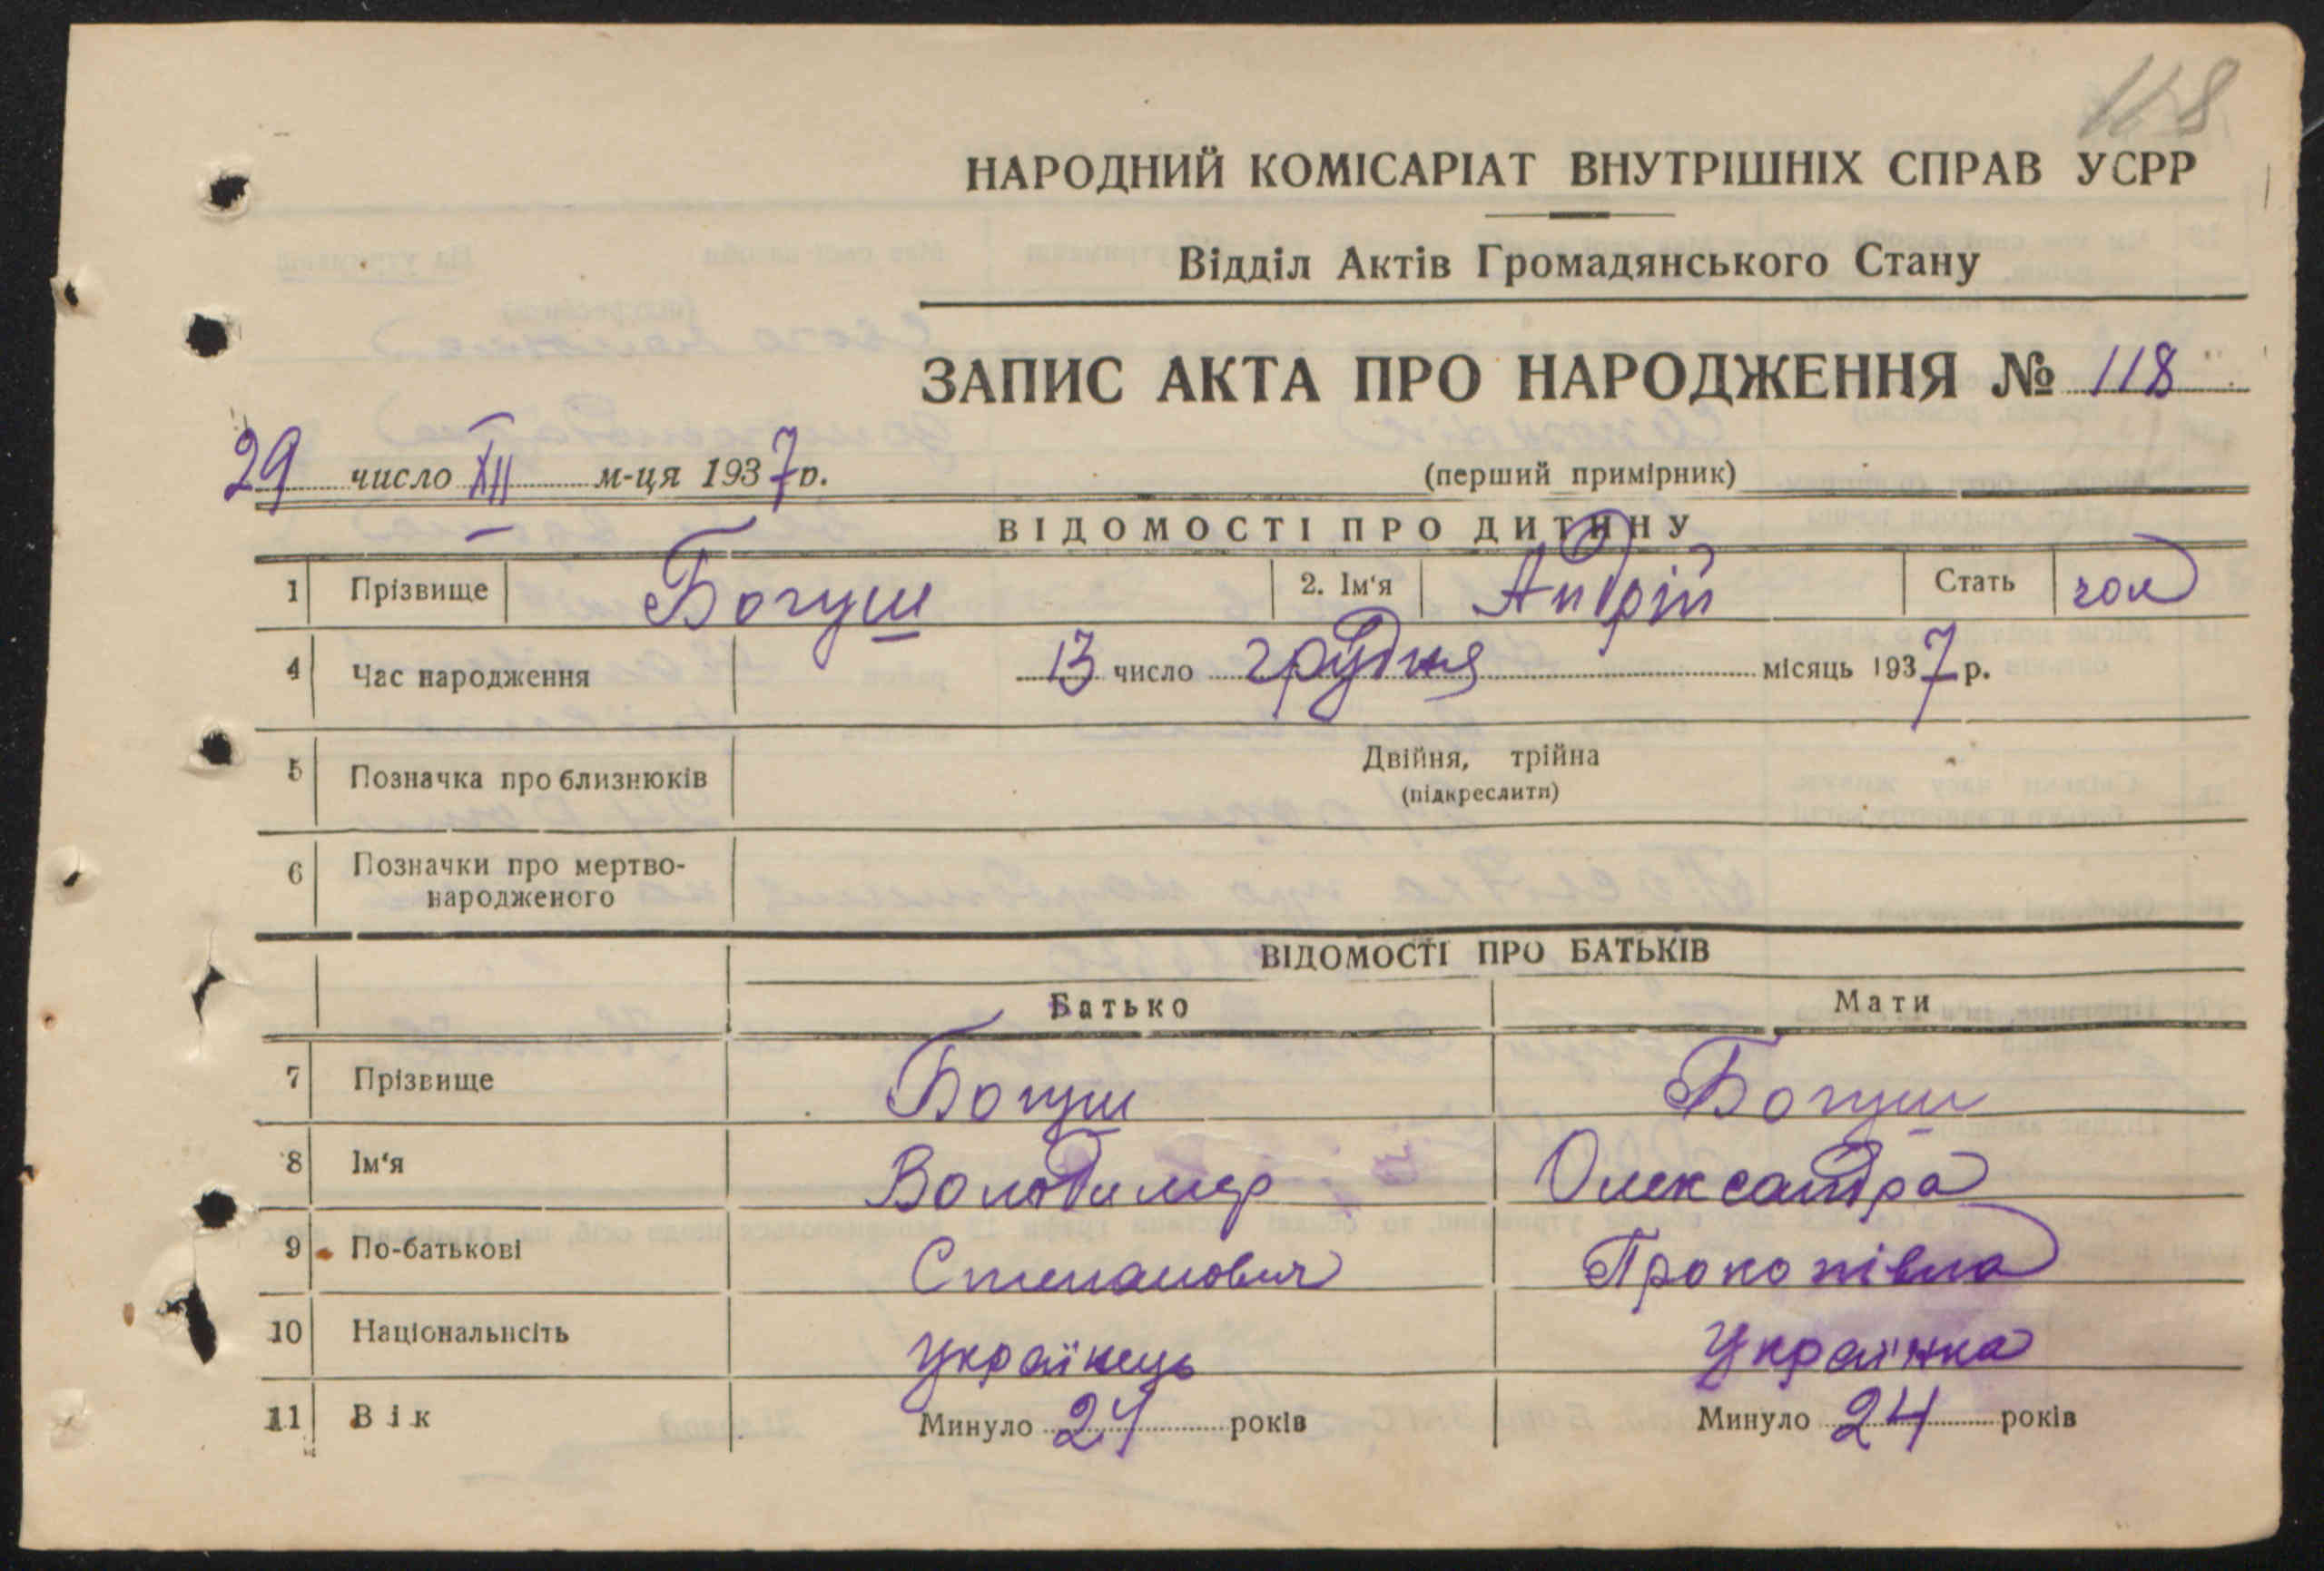 118
НАРОДНИЙ КОМІСАРІАТ ВНУТРІШНІХ СПРАВ УСРР
Відділ Актів Громадянського Стану
ЗАПИС АКТА ПРО НАРОДЖЕННЯ № 118
29 число XII м-ця 1937 р.
(перший примірник)
ВІДОМОСТІ ПРО ДИТИНУ
1 Прізвище Богуш 2. Ім'я Андрій Стать чол
4 Час народження 13 число грудня місяць 1937 р.
5 Позначка про близнюків Двійня, трійна
(підкреслити)
6 Позначки про мертво-
народженого
ВІДОМОСТІ ПРО БАТЬКІВ
Батько Мати
7 Прізвище Богуш Богуш
8 Ім'я Володимер Олександра
9 По-батькові Степанович Прокопівна
10 Національнсіть Українець Українка
11 Вік Минуло 24 років Минуло 24 років